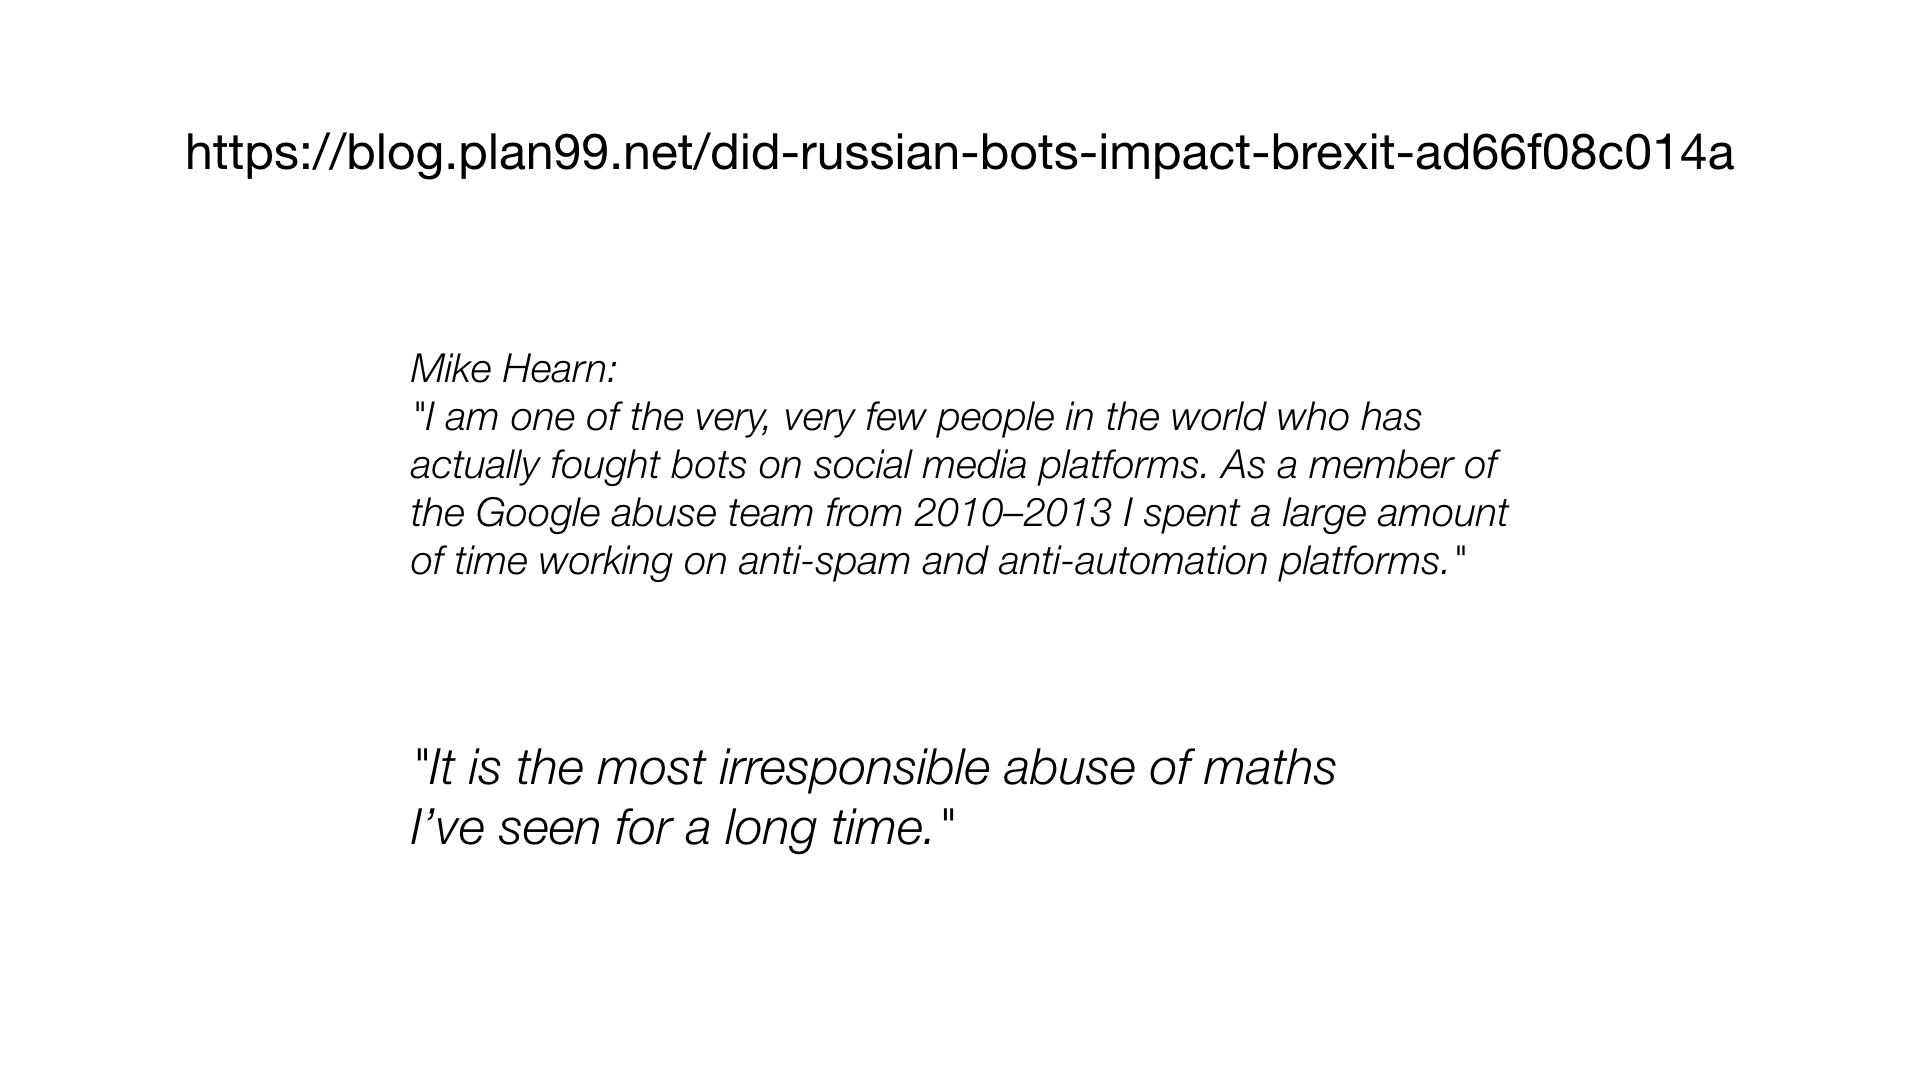 https://blog.plan99.net/did-russian-bots-impact-brexit-ad66f08c014a
Mike Hearn:
"I am one of the very, very few people in the world who has
actually fought bots on social media platforms. As a member of
the Google abuse team from 2010–2013 I spent a large amount
of time working on anti-spam and anti-automation platforms."
"It is the most irresponsible abuse of maths
I’ve seen for a long time."